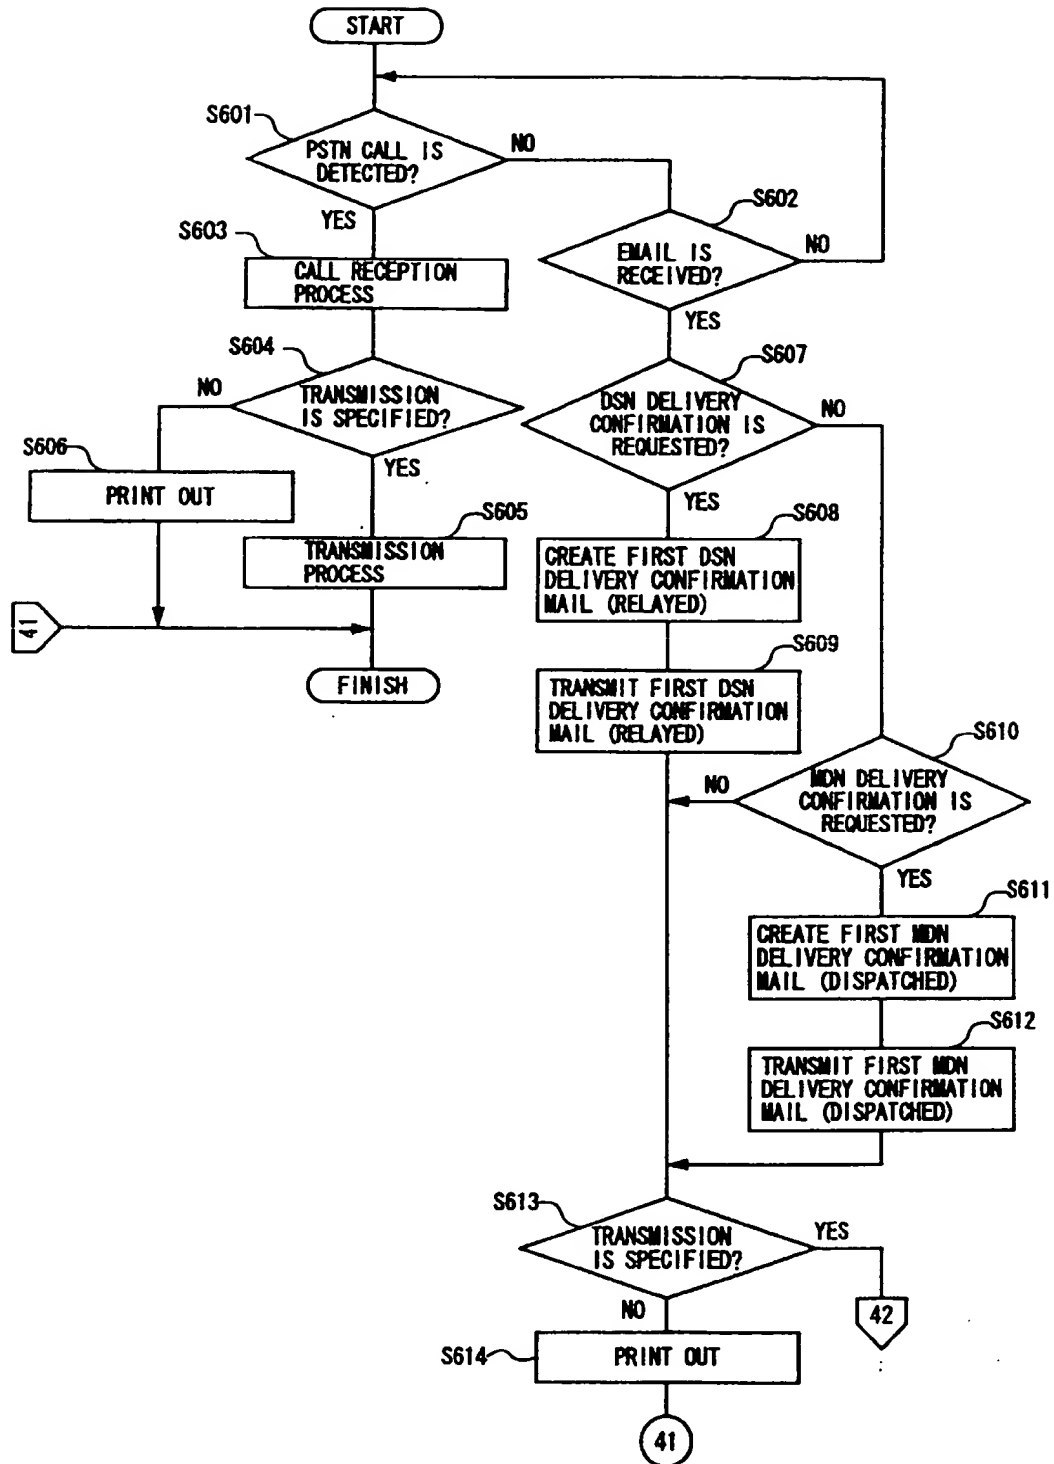 START
S601
PSTN CALL IS
DETECTED?
NO
YES
S602
EMAIL IS
RECEIVED?
NO
YES
S603
CALL RECEPTION
PROCESS
S604
TRANSMISSION
IS SPECIFIED?
NO
YES
S607
DSN DELIVERY
CONFIRMATION IS
REQUESTED?
NO
YES
S606
PRINT OUT
S605
TRANSMISSION
PROCESS
S608
CREATE FIRST DSN
DELIVERY CONFIRMATION
MAIL (RELAYED)
41
FINISH
S609
TRANSMIT FIRST DSN
DELIVERY CONFIRMATION
MAIL (RELAYED)
S610
MDN DELIVERY
CONFIRMATION IS
REQUESTED?
NO
YES
S611
CREATE FIRST MDN
DELIVERY CONFIRMATION
MAIL (DISPATCHED)
S612
TRANSMIT FIRST MDN
DELIVERY CONFIRMATION
MAIL (DISPATCHED)
S613
TRANSMISSION
IS SPECIFIED?
YES
NO
42
S614
PRINT OUT
41